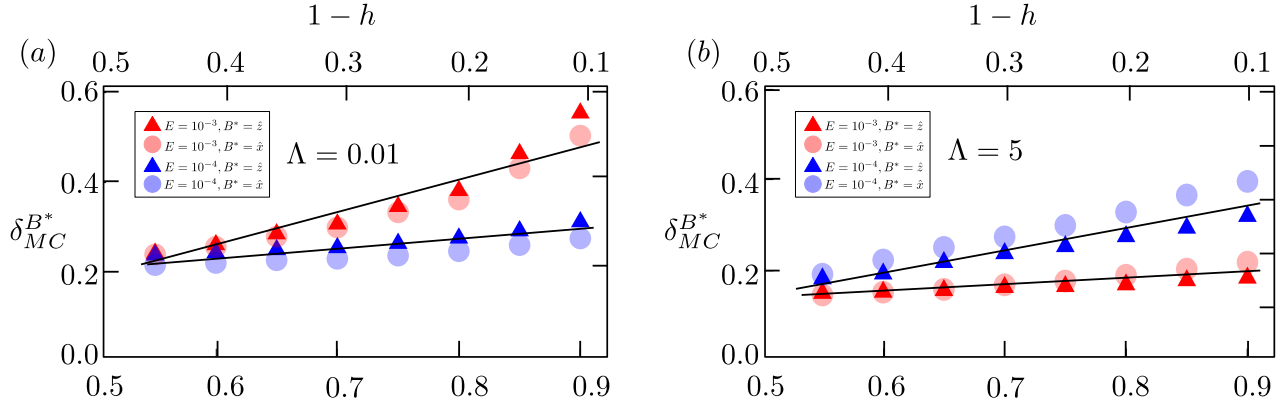 1 − h
(a)
0.5 0.4 0.3 0.2 0.1
0.6
E = 10⁻³, B* = ẑ
E = 10⁻³, B* = x̂
E = 10⁻⁴, B* = ẑ
E = 10⁻⁴, B* = x̂
Λ = 0.01
0.4
δ_{MC}^{B*}
0.2
0.0
0.5 0.6 0.7 0.8 0.9
1 − h
(b)
0.5 0.4 0.3 0.2 0.1
0.6
E = 10⁻³, B* = ẑ
E = 10⁻³, B* = x̂
E = 10⁻⁴, B* = ẑ
E = 10⁻⁴, B* = x̂
Λ = 5
0.4
δ_{MC}^{B*}
0.2
0.0
0.5 0.6 0.7 0.8 0.9